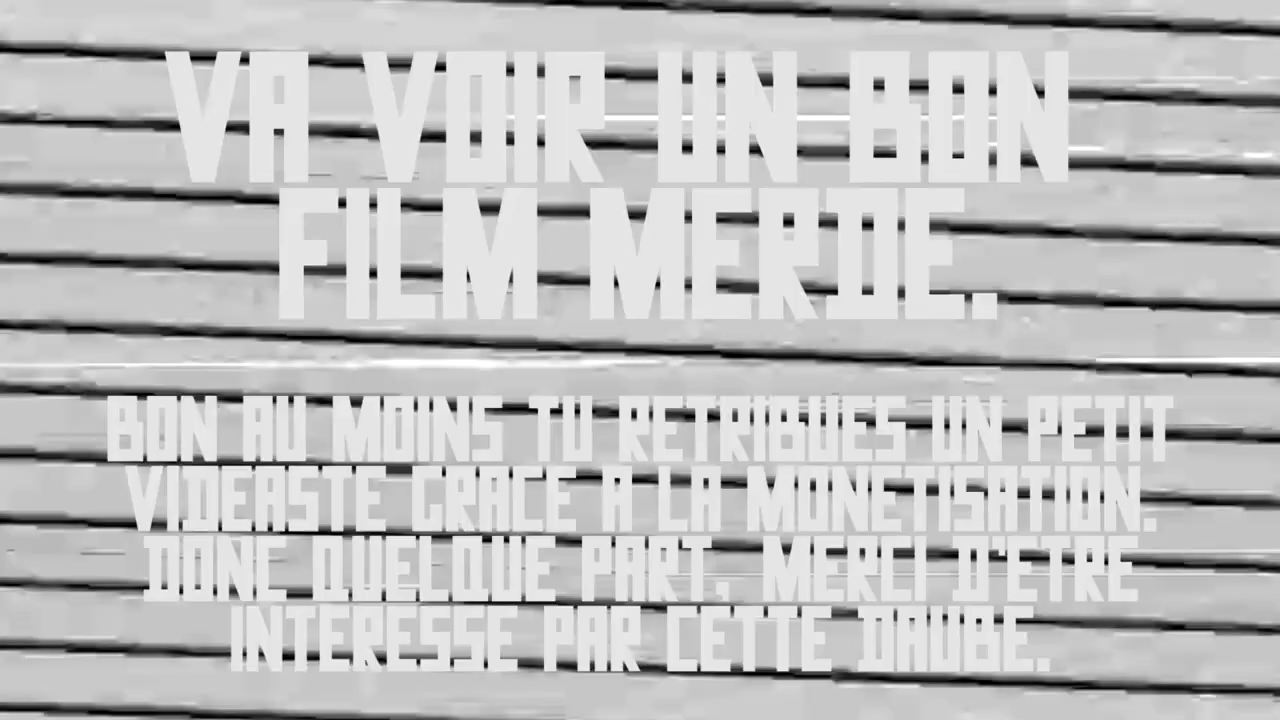 VA VOIR UN BON
FILM MERDE.
BON AU MOINS TU RETRIBUES UN PETIT
VIDEASTE GRACE A LA MONETISATION.
DONC QUELQUE PART, MERCI D'ETRE
INTERESSE PAR CETTE DAUBE.